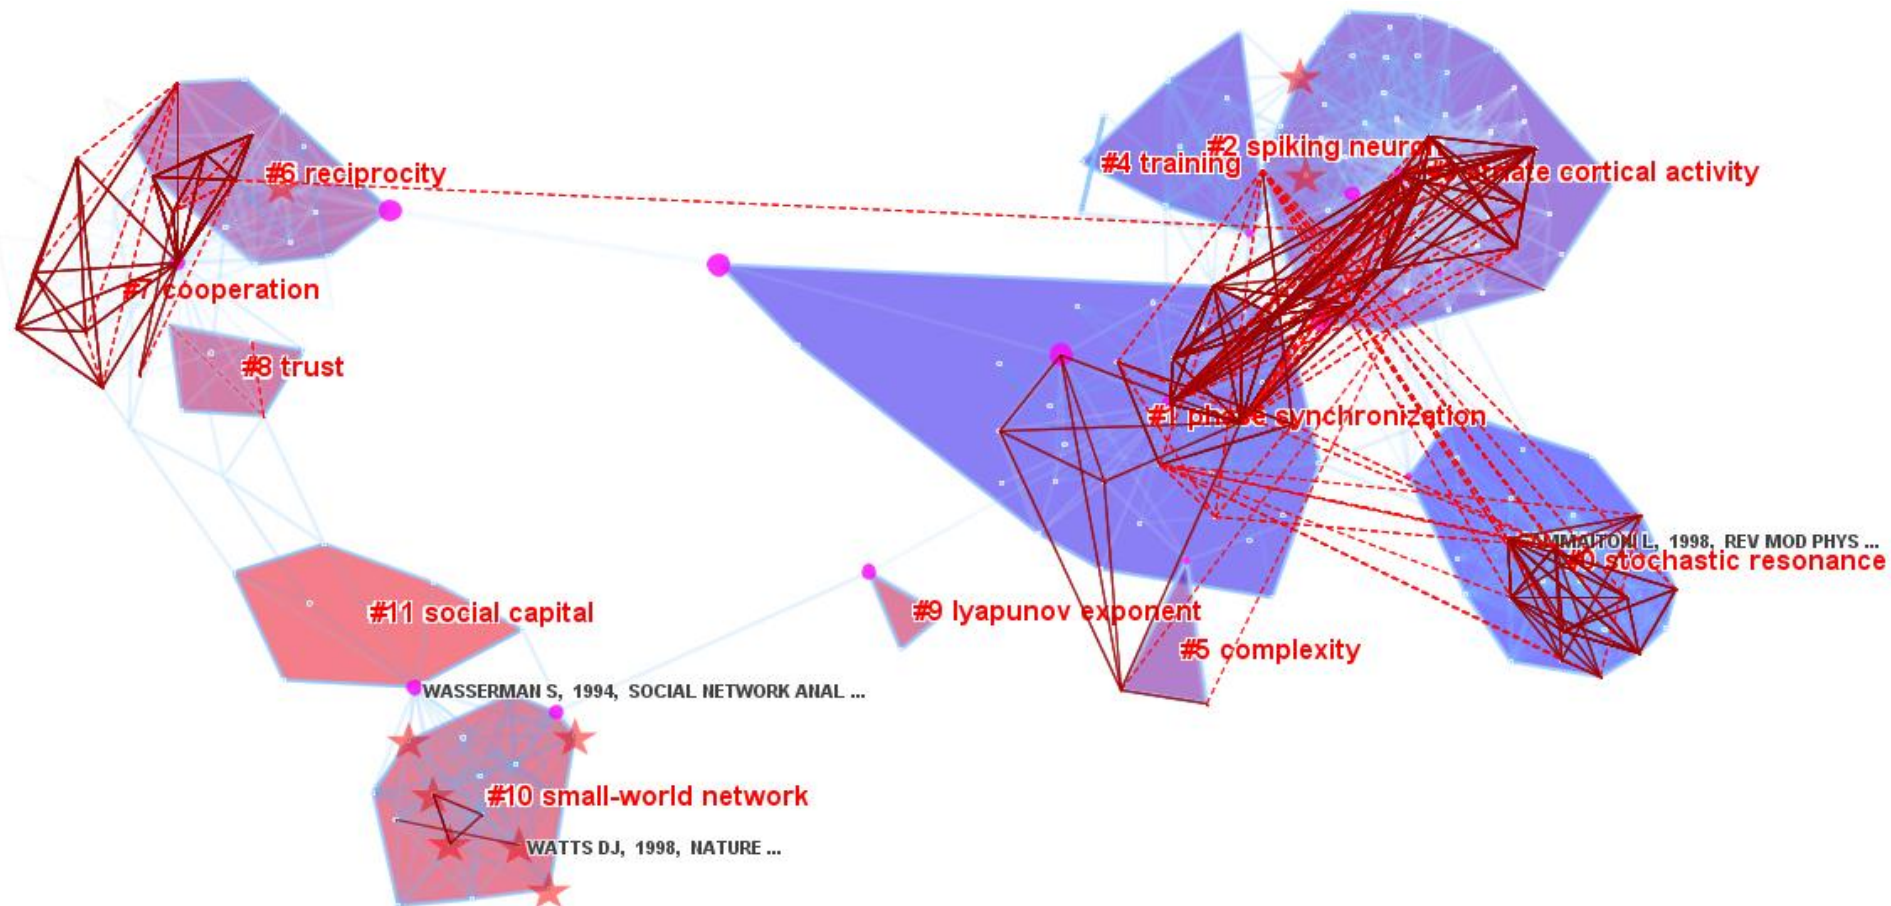 #2 spiking neuron
#4 training
cortical activity
#6 reciprocity
#7 cooperation
#8 trust
#1 phase synchronization
L, 1998, REV MOD PHYS ...
#0 stochastic resonance
#11 social capital
#9 lyapunov exponent
#5 complexity
WASSERMAN S, 1994, SOCIAL NETWORK ANAL ...
#10 small-world network
WATTS DJ, 1998, NATURE ...